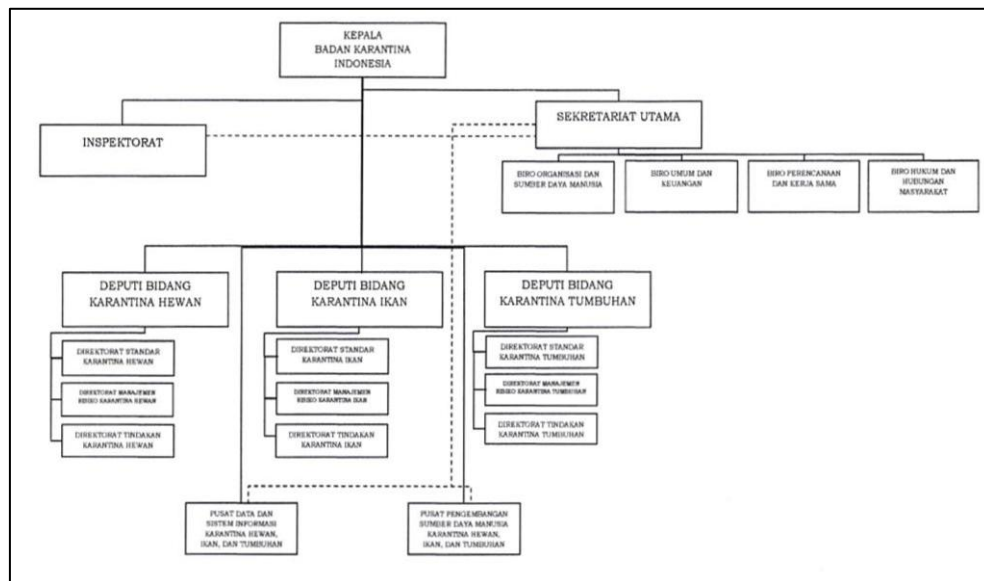 KEPALA
BADAN KARANTINA
INDONESIA
INSPEKTORAT
SEKRETARIAT UTAMA
BIRO ORGANISASI DAN
SUMBER DAYA MANUSIA
BIRO UMUM DAN
KEUANGAN
BIRO PERENCANAAN
DAN KERJA SAMA
BIRO HUKUM DAN
HUBUNGAN
MASYARAKAT
DEPUTI BIDANG
KARANTINA HEWAN
DIREKTORAT STANDAR
KARANTINA HEWAN
DIREKTORAT MANAJEMEN
RISIKO KARANTINA HEWAN
DIREKTORAT TINDAKAN
KARANTINA HEWAN
DEPUTI BIDANG
KARANTINA IKAN
DIREKTORAT STANDAR
KARANTINA IKAN
DIREKTORAT MANAJEMEN
RISIKO KARANTINA IKAN
DIREKTORAT TINDAKAN
KARANTINA IKAN
DEPUTI BIDANG
KARANTINA TUMBUHAN
DIREKTORAT STANDAR
KARANTINA TUMBUHAN
DIREKTORAT MANAJEMEN
RISIKO KARANTINA TUMBUHAN
DIREKTORAT TINDAKAN
KARANTINA TUMBUHAN
PUSAT DATA DAN
SISTEM INFORMASI
KARANTINA HEWAN,
IKAN, DAN TUMBUHAN
PUSAT PENGEMBANGAN
SUMBER DAYA MANUSIA
KARANTINA HEWAN,
IKAN, DAN TUMBUHAN